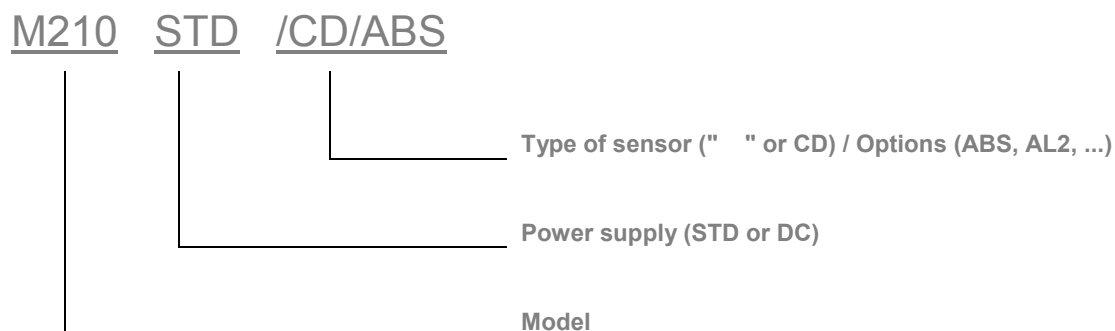 M210 STD /CD/ABS
Type of sensor (" " or CD) / Options (ABS, AL2, ...)
Power supply (STD or DC)
Model